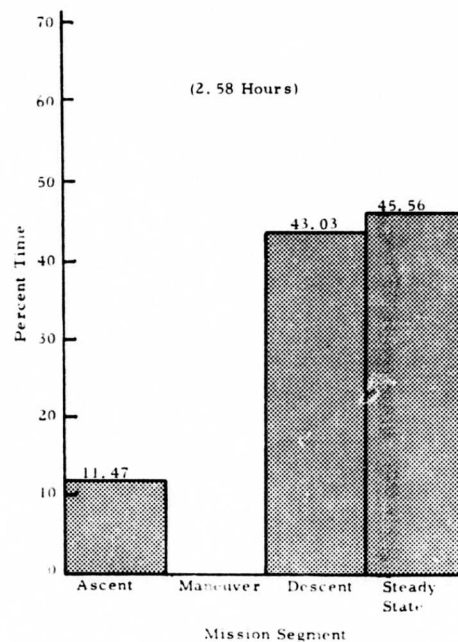 70
60
(2.58 Hours)
50
45.56
43.03
40
Percent Time
30
20
11.47
10
0
Ascent Maneuver Descent Steady
State
Mission Segment